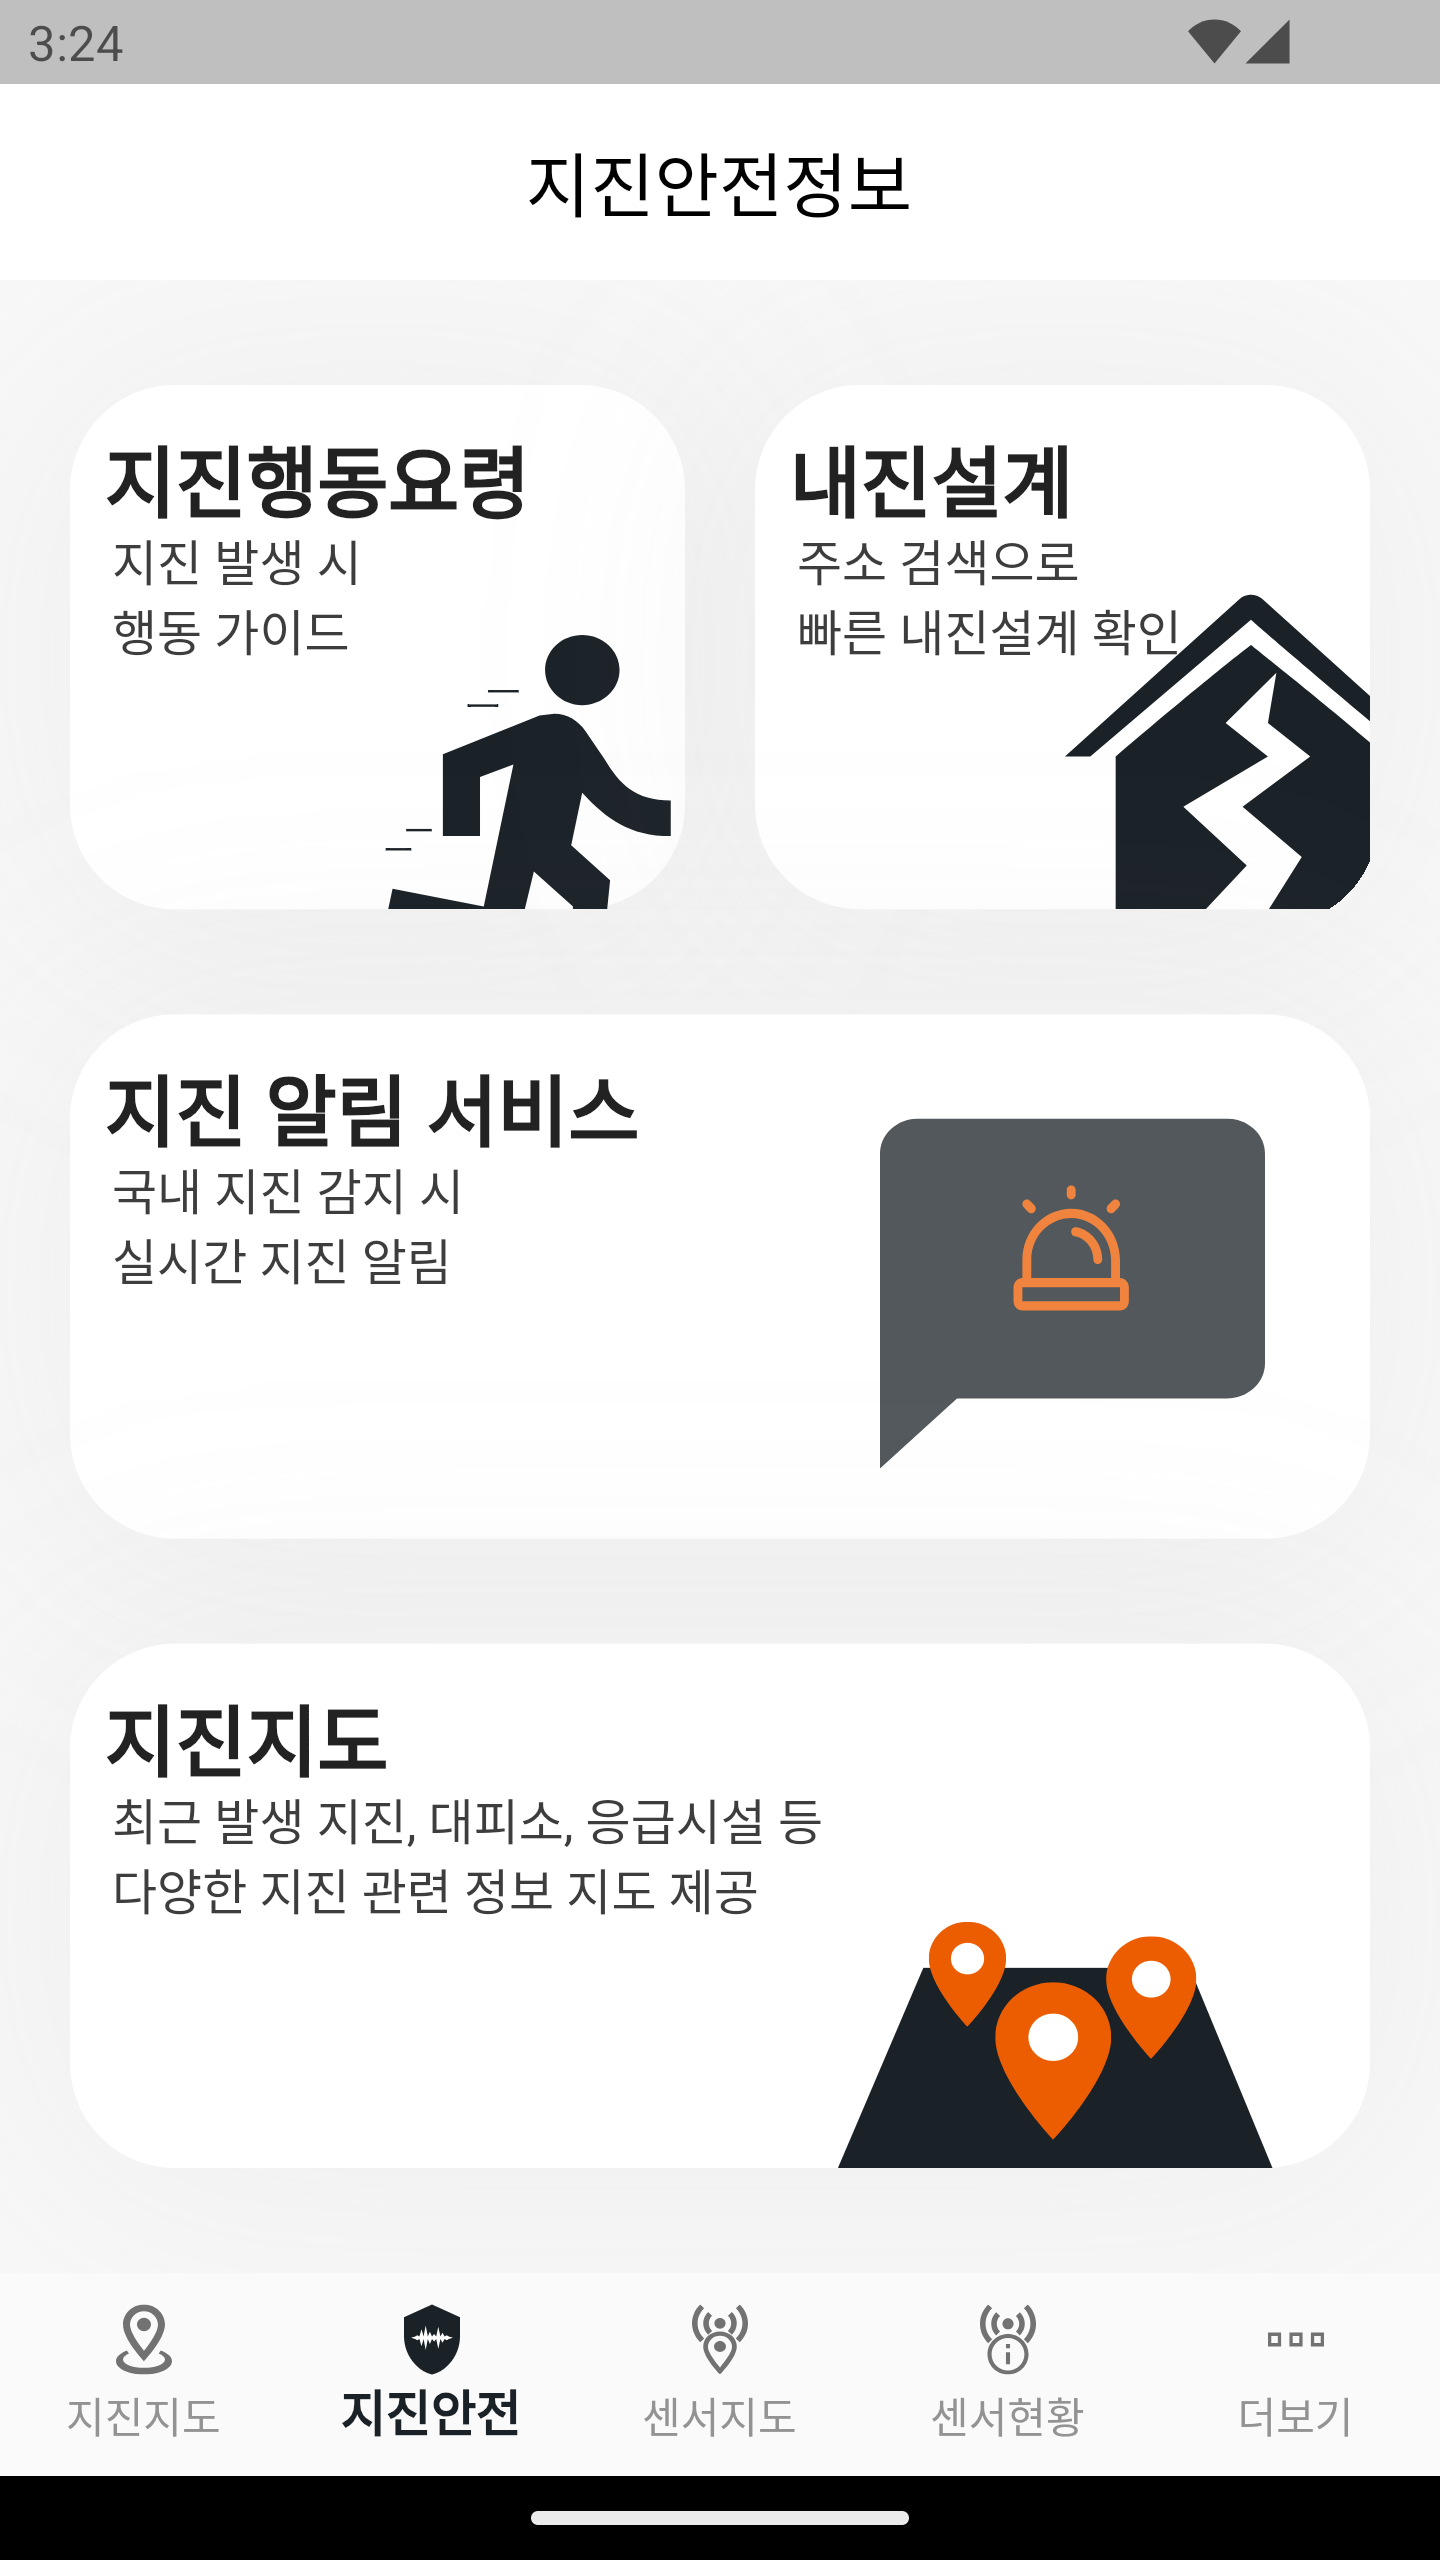 3:24
지진안전정보
지진행동요령
지진 발생 시
행동 가이드
내진설계
주소 검색으로
빠른 내진설계 확인
지진 알림 서비스
국내 지진 감지 시
실시간 지진 알림
지진지도
최근 발생 지진, 대피소, 응급시설 등
다양한 지진 관련 정보 지도 제공
지진지도
지진안전
센서지도
센서현황
더보기